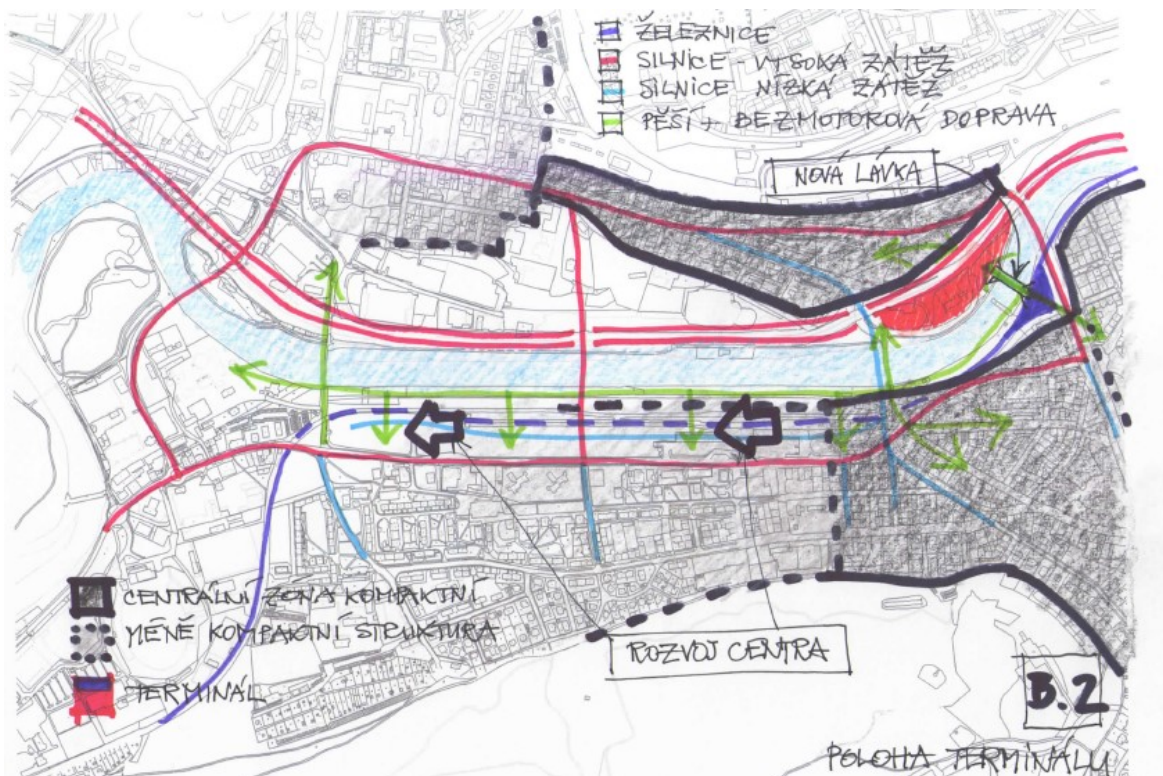 ŽELEZNICE
SILNICE - VYSOKÁ ZÁTĚŽ
SILNICE NÍZKÁ ZÁTĚŽ
PĚŠÍ + BEZMOTOROVÁ DOPRAVA
NOVÁ LÁVKA
CENTRÁLNÍ ZÓNA KOMPAKTNÍ
MÉNĚ KOMPAKTNÍ STRUKTURA
TERMINÁL
ROZVOJ CENTRA
B.2
POLOHA TERMINÁLU